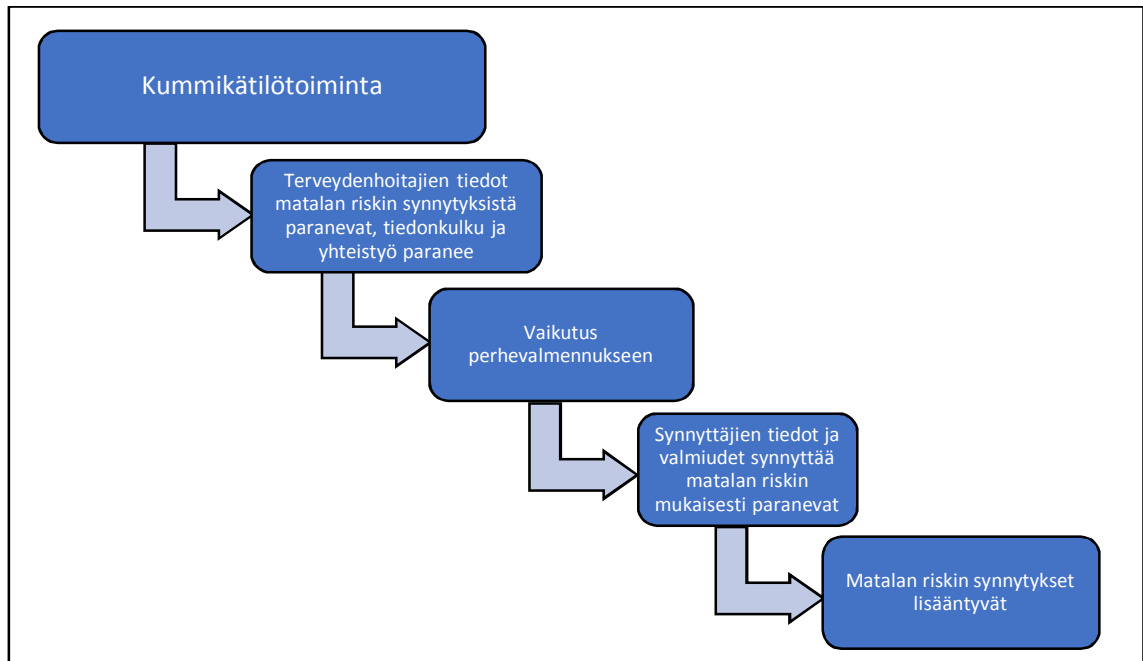 Kummikätilötoiminta
Terveydenhoitajien tiedot
matalan riskin synnytyksistä
paranevat, tiedonkulku ja
yhteistyö paranee
Vaikutus
perhevalmennukseen
Synnyttäjien tiedot ja
valmiudet synnyttää
matalan riskin
mukaisesti paranevat
Matalan riskin synnytykset
lisääntyvät